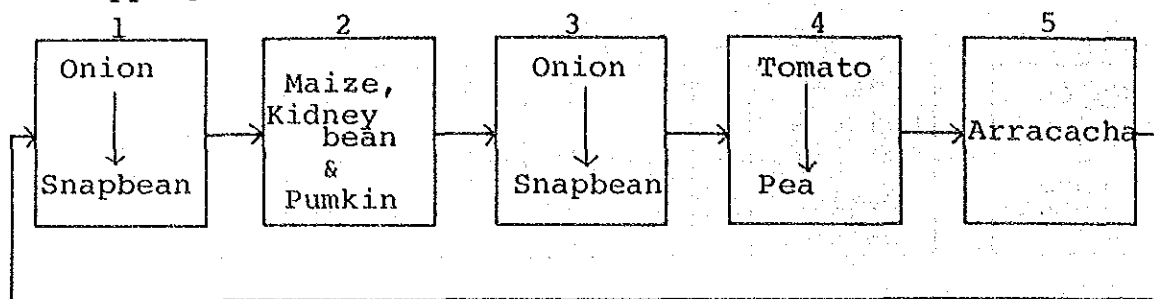 1 2 3 4 5
Onion
Snapbean
Maize,
Kidney
bean
&
Pumkin
Onion
Snapbean
Tomato
Pea
Arracacha